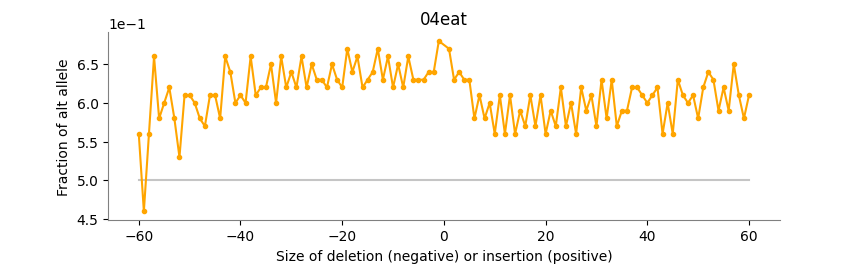 04eat
1e−1
6.5
6.0
5.5
5.0
4.5
Fraction of alt allele
−60 −40 −20 0 20 40 60
Size of deletion (negative) or insertion (positive)